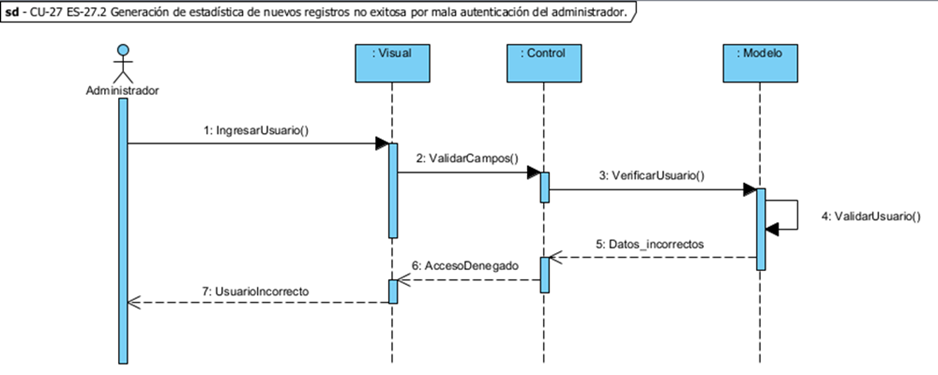 sd - CU-27 ES-27.2 Generación de estadística de nuevos registros no exitosa por mala autenticación del administrador.
: Visual
: Control
: Modelo
Administrador
1: IngresarUsuario()
2: ValidarCampos()
3: VerificarUsuario()
4: ValidarUsuario()
5: Datos_incorrectos
6: AccesoDenegado
7: UsuarioIncorrecto